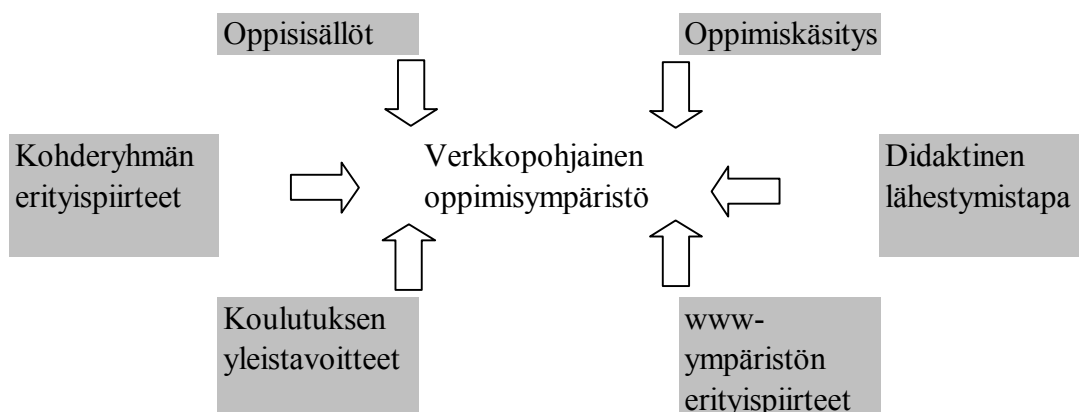 Oppisisällöt
Oppimiskäsitys
Kohderyhmän
erityispiirteet
Verkkopohjainen
oppimisympäristö
Didaktinen
lähestymistapa
Koulutuksen
yleistavoitteet
www-
ympäristön
erityispiirteet